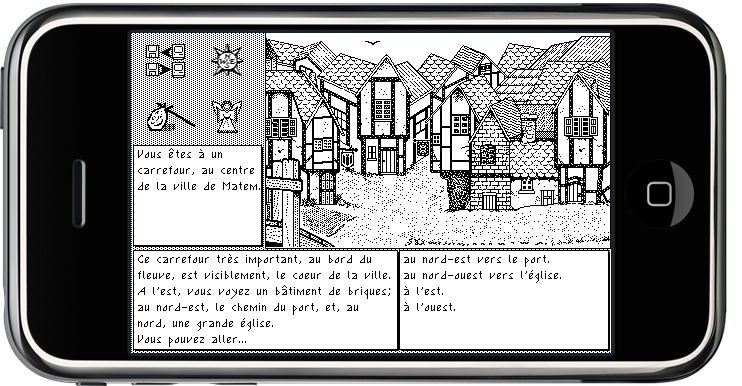 Vous êtes à un
carrefour, au centre
de la ville de Matem.
Ce carrefour très important, au bord du
fleuve, est visiblement, le coeur de la ville.
A l'est, vous voyez un bâtiment de briques;
au nord-est, le chemin du port, et, au
nord, une grande église.
Vous pouvez aller...
au nord-est vers le port.
au nord-ouest vers l'église.
à l'est.
à l'ouest.